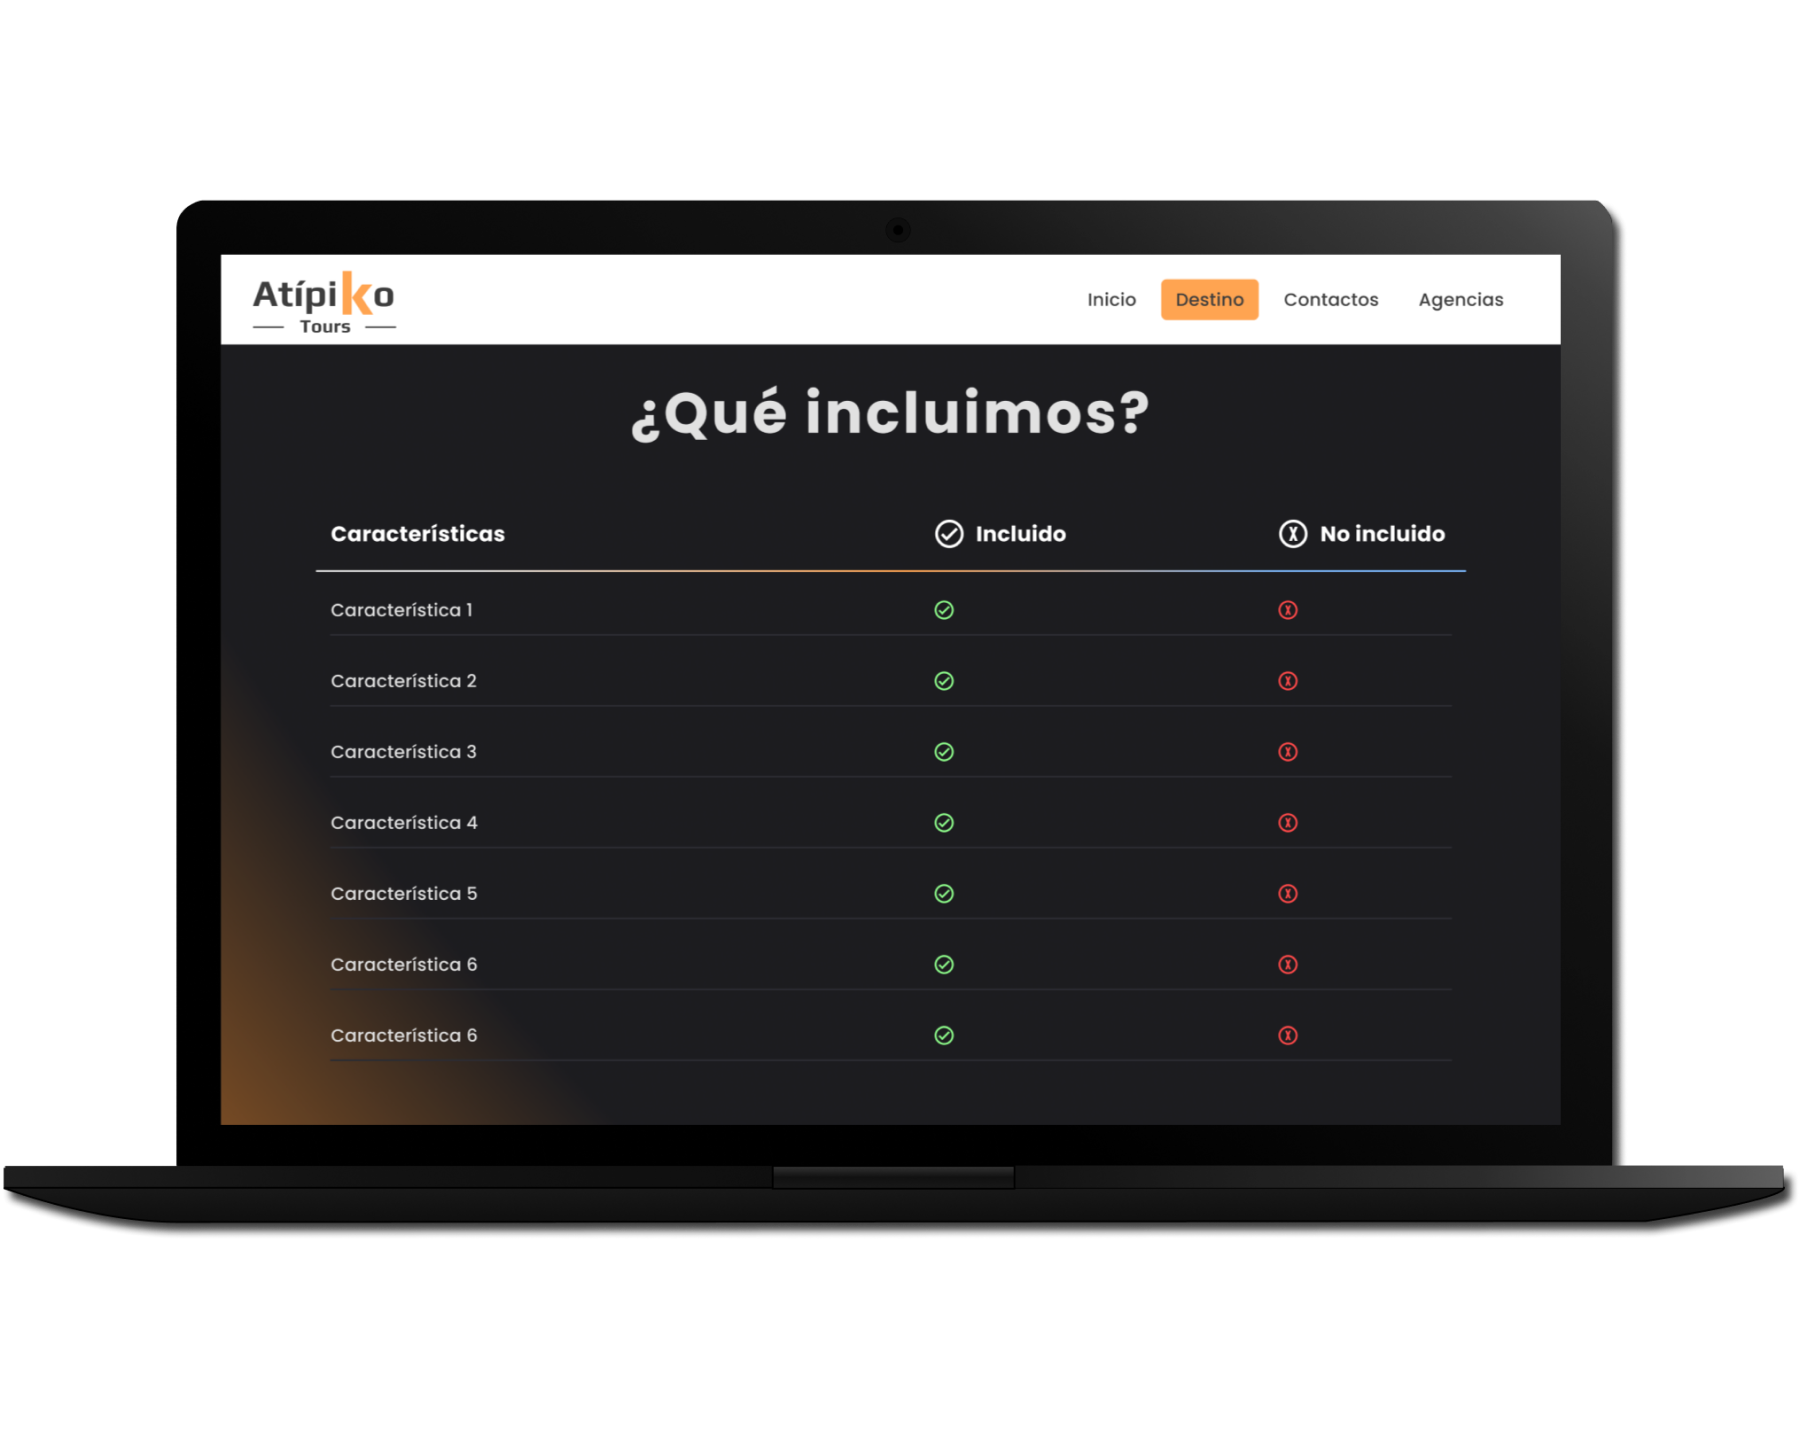 Atípiko
Tours
Inicio Destino Contactos Agencias
¿Qué incluimos?
Características Incluido No incluido
Característica 1
Característica 2
Característica 3
Característica 4
Característica 5
Característica 6
Característica 6